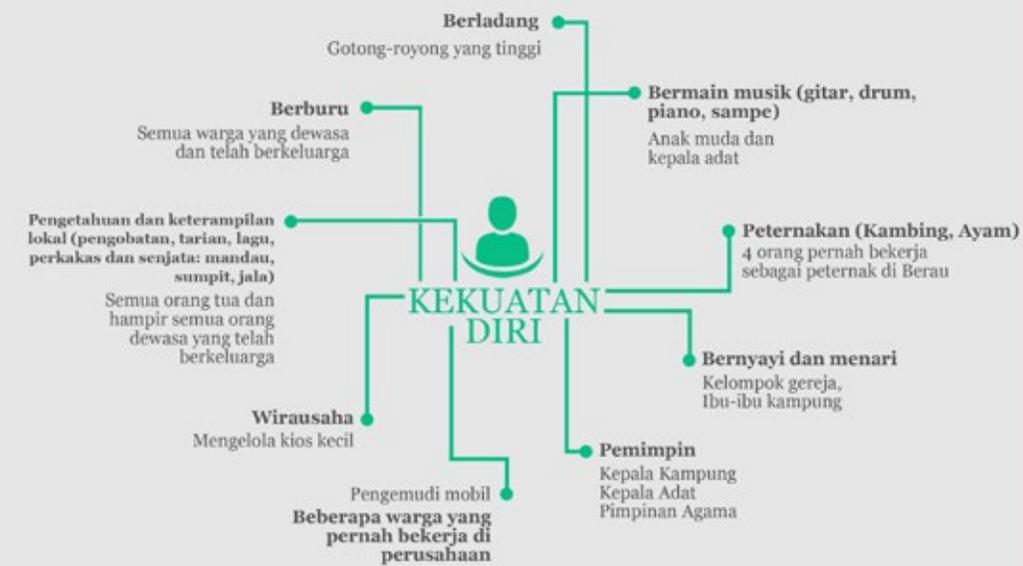 Berladang
Gotong-royong yang tinggi
Bermain musik (gitar, drum,
piano, sampe)
Anak muda dan
kepala adat
Berburu
Semua warga yang dewasa
dan telah berkeluarga
Pengetahuan dan keterampilan
lokal (pengobatan, tarian, lagu,
perkakas dan senjata: mandau,
sumpit, jala)
Semua orang tua dan
hampir semua orang
dewasa yang telah
berkeluarga
Peternakan (Kambing, Ayam)
4 orang pernah bekerja
sebagai peternak di Berau
KEKUATAN
DIRI
Bernyayi dan menari
Kelompok gereja,
Ibu-ibu kampung
Wirausaha
Mengelola kios kecil
Pemimpin
Kepala Kampung
Kepala Adat
Pimpinan Agama
Pengemudi mobil
Beberapa warga yang
pernah bekerja di
perusahaan